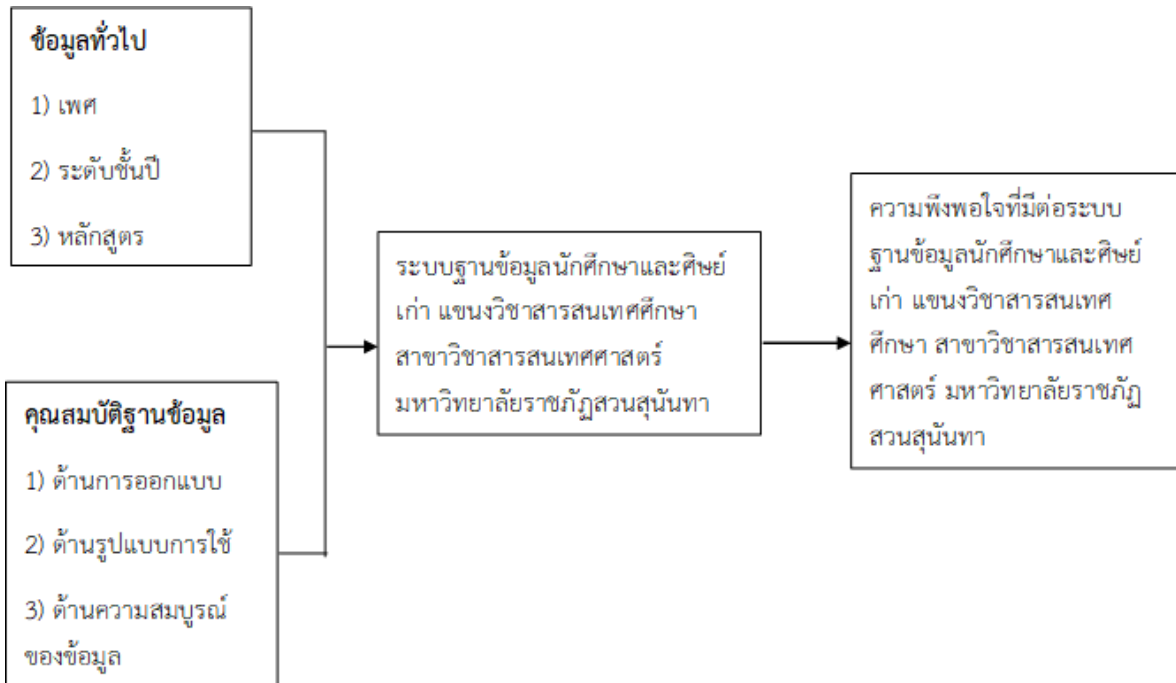 ข้อมูลทั่วไป
1) เพศ
2) ระดับชั้นปี
3) หลักสูตร
คุณสมบัติฐานข้อมูล
1) ด้านการออกแบบ
2) ด้านรูปแบบการใช้
3) ด้านความสมบูรณ์
ของข้อมูล
ระบบฐานข้อมูลนักศึกษาและศิษย์
เก่า แขนงวิชาสารสนเทศศึกษา
สาขาวิชาสารสนเทศศาสตร์
มหาวิทยาลัยราชภัฏสวนสุนันทา
ความพึงพอใจที่มีต่อระบบ
ฐานข้อมูลนักศึกษาและศิษย์
เก่า แขนงวิชาสารสนเทศ
ศึกษา สาขาวิชาสารสนเทศ
ศาสตร์ มหาวิทยาลัยราชภัฏ
สวนสุนันทา